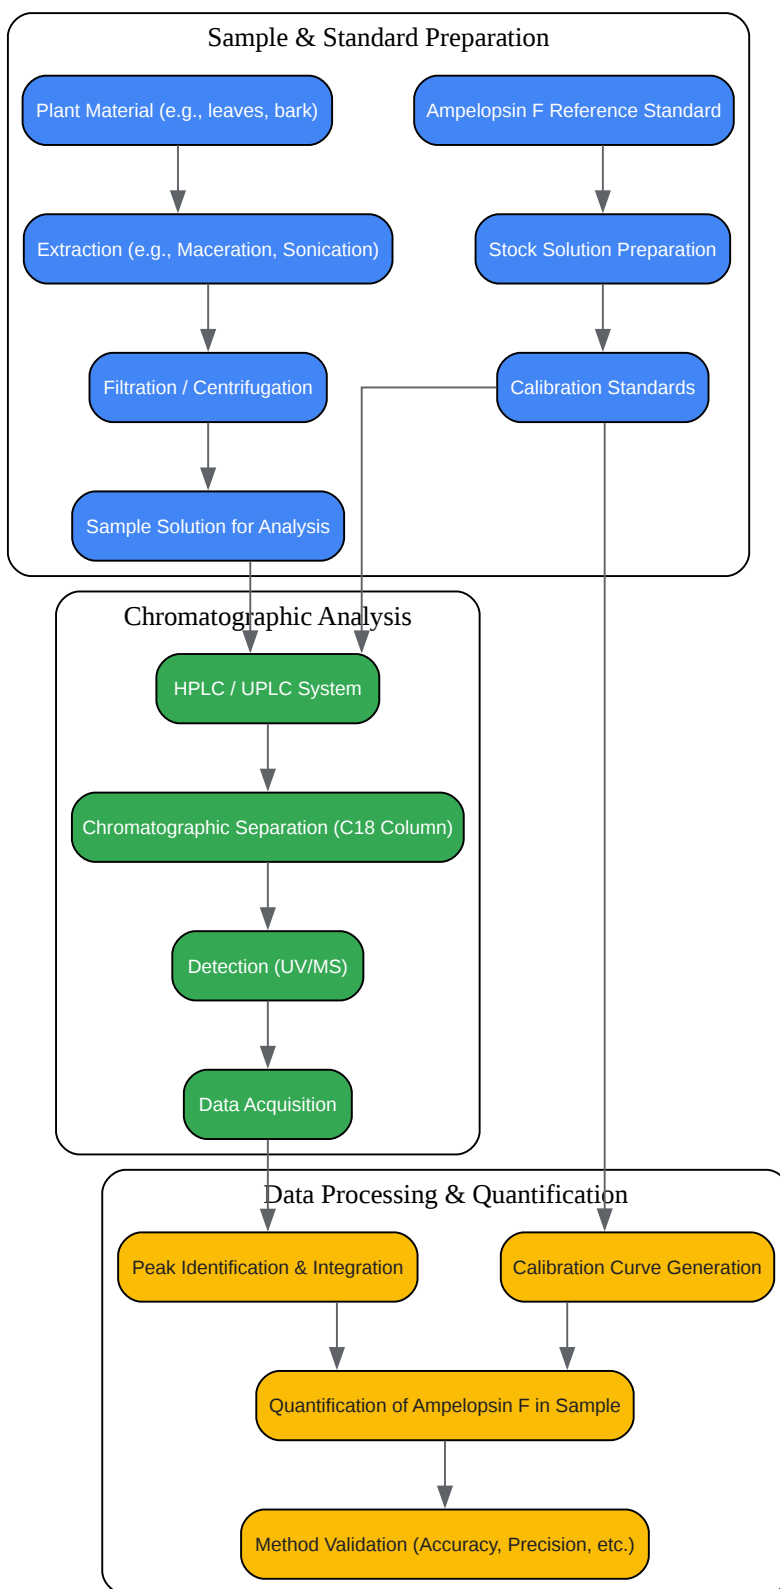 Sample & Standard Preparation
Plant Material (e.g., leaves, bark)
Ampelopsin F Reference Standard
Extraction (e.g., Maceration, Sonication)
Stock Solution Preparation
Filtration / Centrifugation
Calibration Standards
Sample Solution for Analysis
Chromatographic Analysis
HPLC / UPLC System
Chromatographic Separation (C18 Column)
Detection (UV/MS)
Data Acquisition
Data Processing & Quantification
Peak Identification & Integration
Calibration Curve Generation
Quantification of Ampelopsin F in Sample
Method Validation (Accuracy, Precision, etc.)